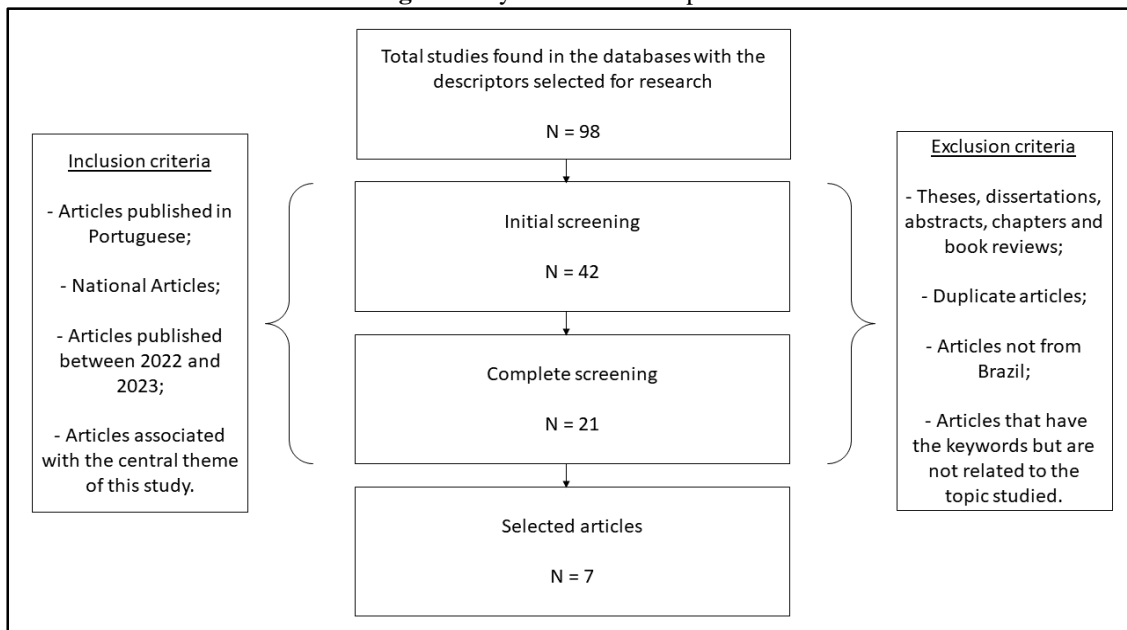 Total studies found in the databases with the
descriptors selected for research
N = 98
Inclusion criteria
- Articles published in
Portuguese;
- National Articles;
- Articles published
between 2022 and
2023;
- Articles associated
with the central theme
of this study.
Initial screening
N = 42
Complete screening
N = 21
Selected articles
N = 7
Exclusion criteria
- Theses, dissertations,
abstracts, chapters and
book reviews;
- Duplicate articles;
- Articles not from
Brazil;
- Articles that have
the keywords but are
not related to the
topic studied.